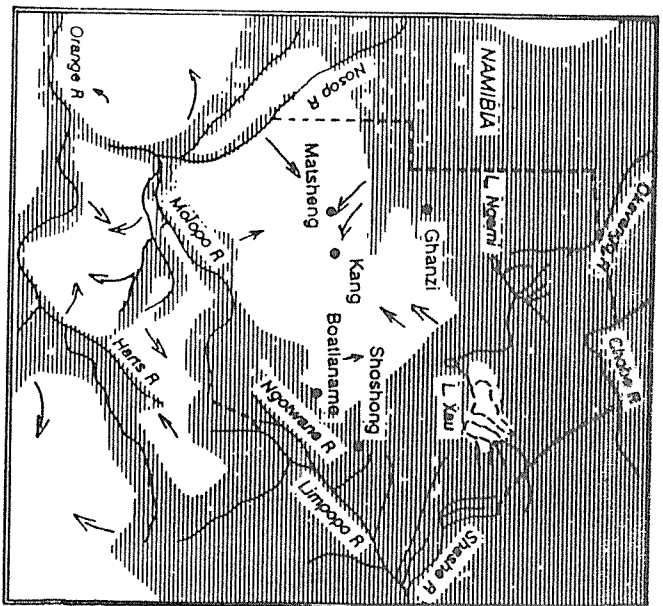 NAMIBIA
Okavango R
Chobe R
L Ngami
L Xau
Shashe R
Ghanzi
Nosop R
Matsheng
Kang
Shoshong
Boatlaname
Ngotwane R
Limpopo R
Molopo R
Harts R
Orange R